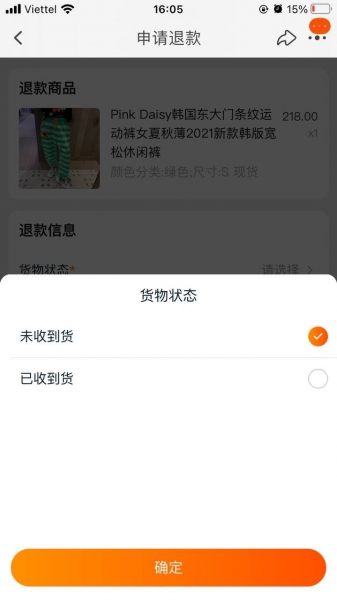 Viettel 16:05 15%
申请退款
退款商品
Pink Daisy韩国东大门条纹运 218.00
动裤女夏秋薄2021新款韩版宽 x1
松休闲裤
颜色分类:绿色;尺寸:S 现货
退款信息
货物状态* 请选择
货物状态
未收到货
已收到货
确定